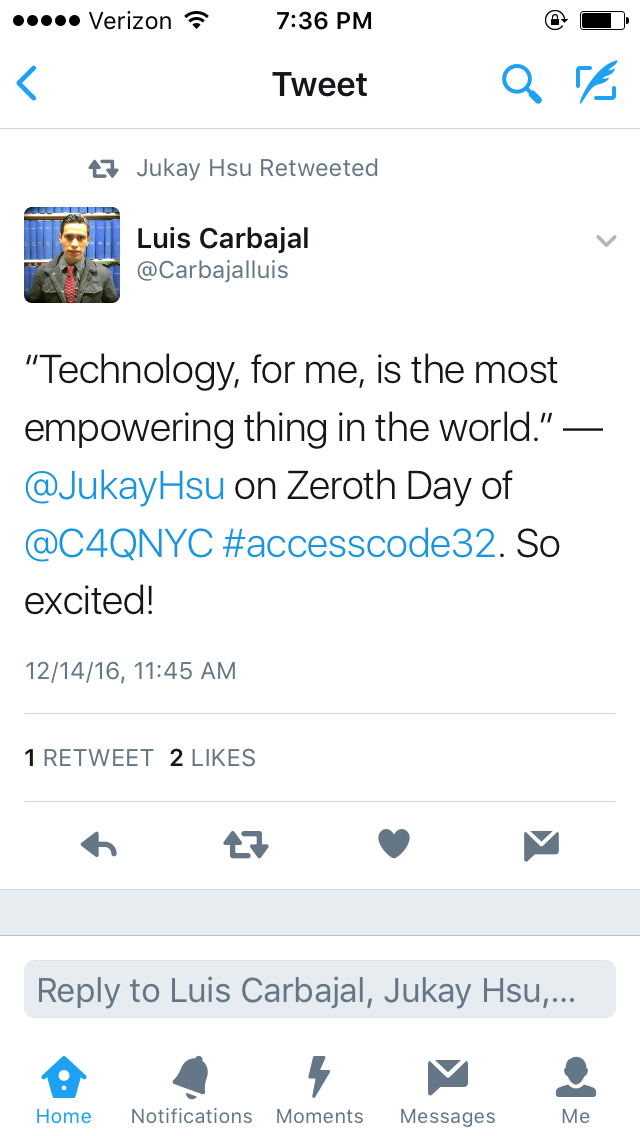 Verizon 7:36 PM
Tweet
Jukay Hsu Retweeted
Luis Carbajal
@Carbajalluis
“Technology, for me, is the most
empowering thing in the world.” —
@JukayHsu on Zeroth Day of
@C4QNYC #accesscode32. So
excited!
12/14/16, 11:45 AM
1 RETWEET 2 LIKES
Reply to Luis Carbajal, Jukay Hsu,...
Home Notifications Moments Messages Me